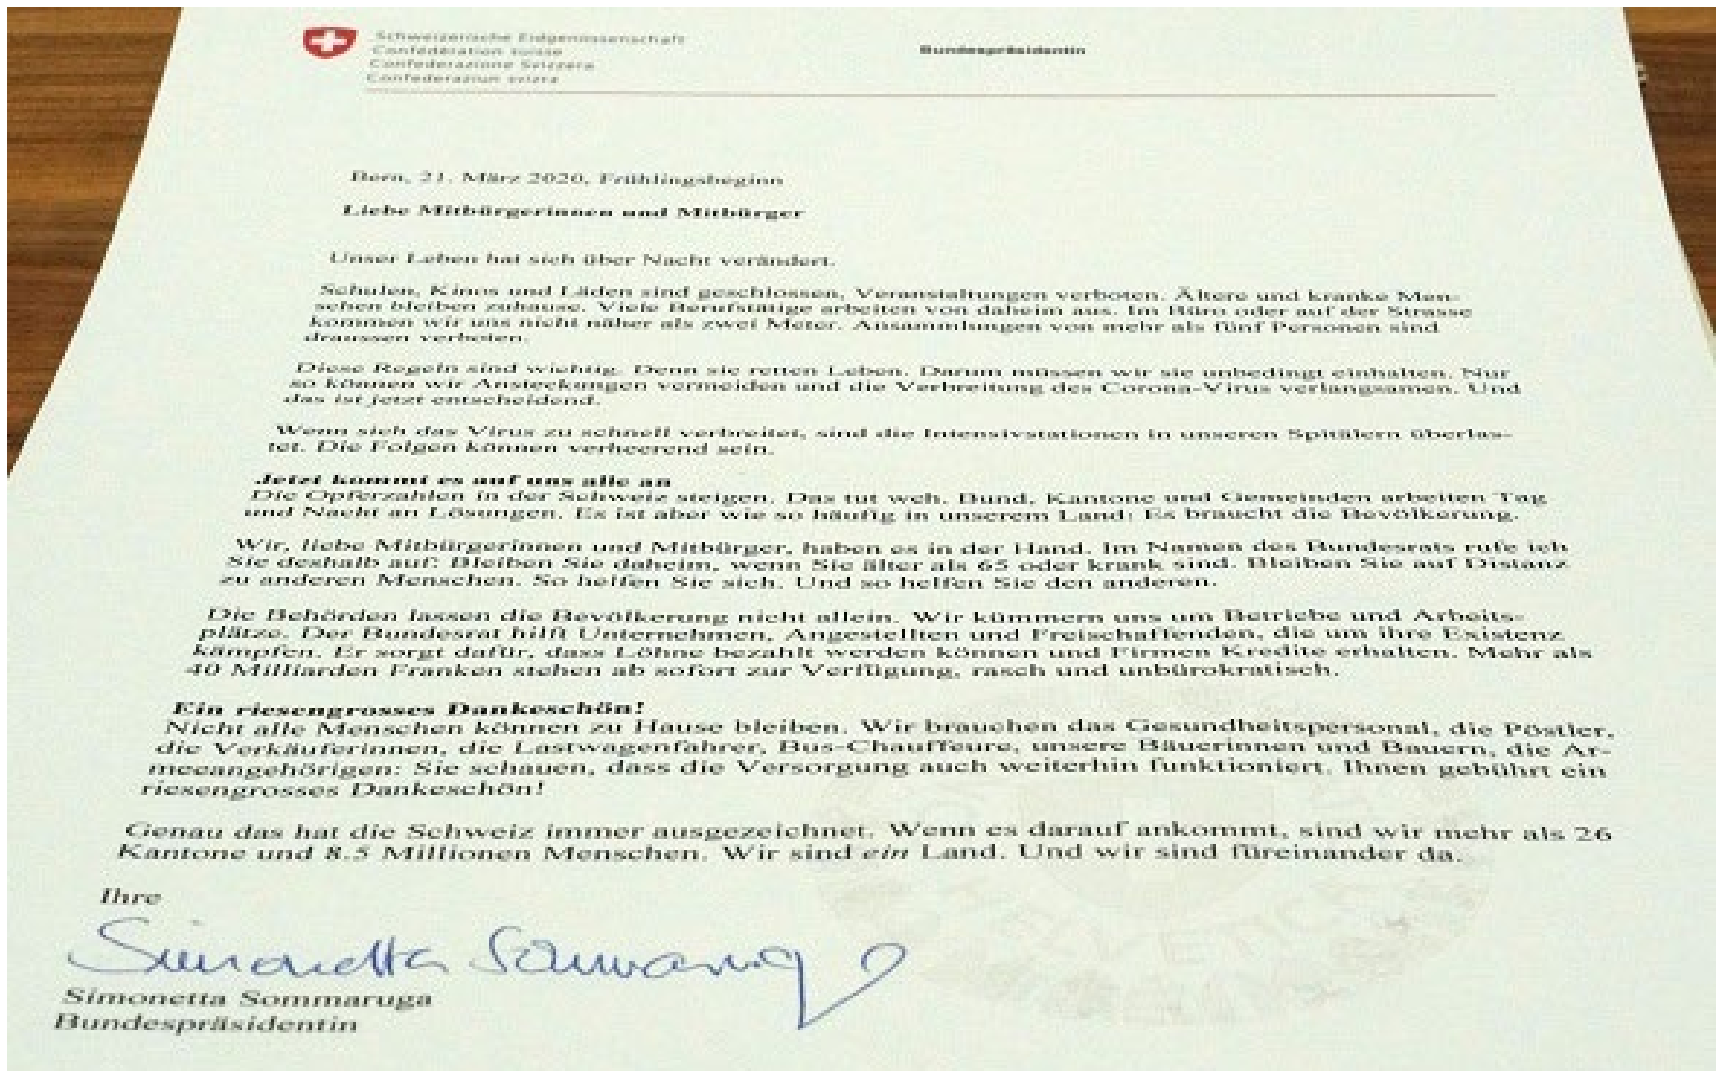 Schweizerische Eidgenossenschaft
Confédération suisse
Confederazione Svizzera
Confederaziun svizra
Bundespräsidentin
Bern, 21. März 2020, Frühlingsbeginn
Liebe Mitbürgerinnen und Mitbürger
Unser Leben hat sich über Nacht verändert.
Schulen, Kinos und Läden sind geschlossen, Veranstaltungen verboten. Ältere und kranke Men-
schen bleiben zuhause. Viele Berufstätige arbeiten von daheim aus. Im Büro oder auf der Strasse
kommen wir uns nicht näher als zwei Meter. Ansammlungen von mehr als fünf Personen sind
draussen verboten.
Diese Regeln sind wichtig. Denn sie retten Leben. Darum müssen wir sie unbedingt einhalten. Nur
so können wir Ansteckungen vermeiden und die Verbreitung des Corona-Virus verlangsamen. Und
das ist jetzt entscheidend.
Wenn sich das Virus zu schnell verbreitet, sind die Intensivstationen in unseren Spitälern überlas-
tet. Die Folgen können verheerend sein.
Jetzt kommt es auf uns alle an
Die Opferzahlen in der Schweiz steigen. Das tut weh. Bund, Kantone und Gemeinden arbeiten Tag
und Nacht an Lösungen. Es ist aber wie so häufig in unserem Land: Es braucht die Bevölkerung.
Wir, liebe Mitbürgerinnen und Mitbürger, haben es in der Hand. Im Namen des Bundesrats rufe ich
Sie deshalb auf: Bleiben Sie daheim, wenn Sie älter als 65 oder krank sind. Bleiben Sie auf Distanz
zu anderen Menschen. So helfen Sie sich. Und so helfen Sie den anderen.
Die Behörden lassen die Bevölkerung nicht allein. Wir kümmern uns um Betriebe und Arbeits-
plätze. Der Bundesrat hilft Unternehmen, Angestellten und Freischaffenden, die um ihre Existenz
kämpfen. Er sorgt dafür, dass Löhne bezahlt werden können und Firmen Kredite erhalten. Mehr als
40 Milliarden Franken stehen ab sofort zur Verfügung, rasch und unbürokratisch.
Ein riesengrosses Dankeschön!
Nicht alle Menschen können zu Hause bleiben. Wir brauchen das Gesundheitspersonal, die Pöstler,
die Verkäuferinnen, die Lastwagenfahrer, Bus-Chauffeure, unsere Bäuerinnen und Bauern, die Ar-
meeangehörigen: Sie schauen, dass die Versorgung auch weiterhin funktioniert. Ihnen gebührt ein
riesengrosses Dankeschön!
Genau das hat die Schweiz immer ausgezeichnet. Wenn es darauf ankommt, sind wir mehr als 26
Kantone und 8.5 Millionen Menschen. Wir sind ein Land. Und wir sind füreinander da.
Ihre
Simonetta Sommaruga
Simonetta Sommaruga
Bundespräsidentin